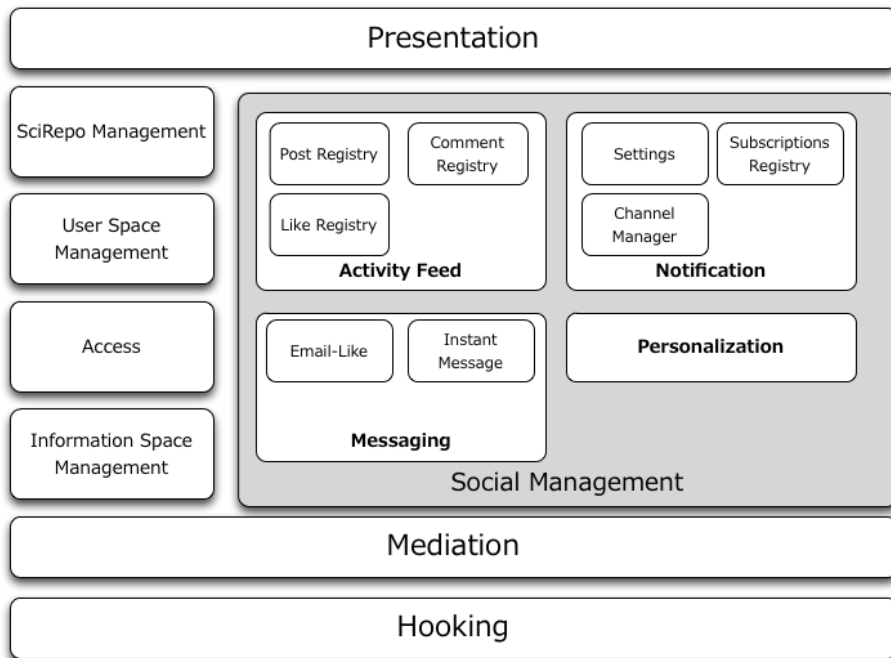 Presentation
SciRepo Management
User Space
Management
Access
Information Space
Management
Post Registry
Comment
Registry
Like Registry
Activity Feed
Settings
Subscriptions
Registry
Channel
Manager
Notification
Email-Like
Instant
Message
Messaging
Personalization
Social Management
Mediation
Hooking